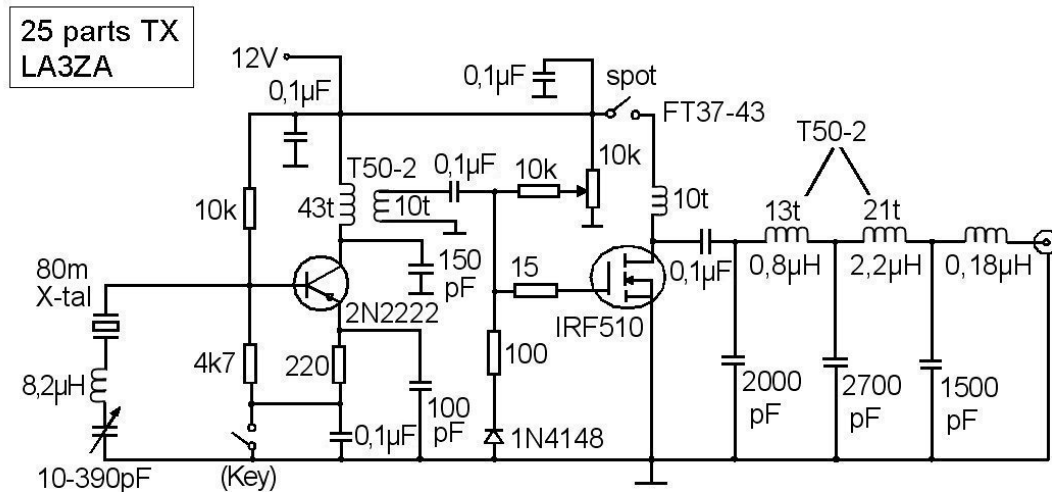 25 parts TX
LA3ZA
12V
0,1µF
0,1µF
spot
FT37-43
T50-2
T50-2
0,1µF
10k
10k
10k
43t
10t
10t
13t
21t
0,8µH
2,2µH
0,18µH
0,1µF
80m
X-tal
150
pF
15
2N2222
IRF510
8,2µH
4k7
220
100
100
pF
2000
pF
2700
pF
1500
pF
10-390pF
(Key)
0,1µF
1N4148